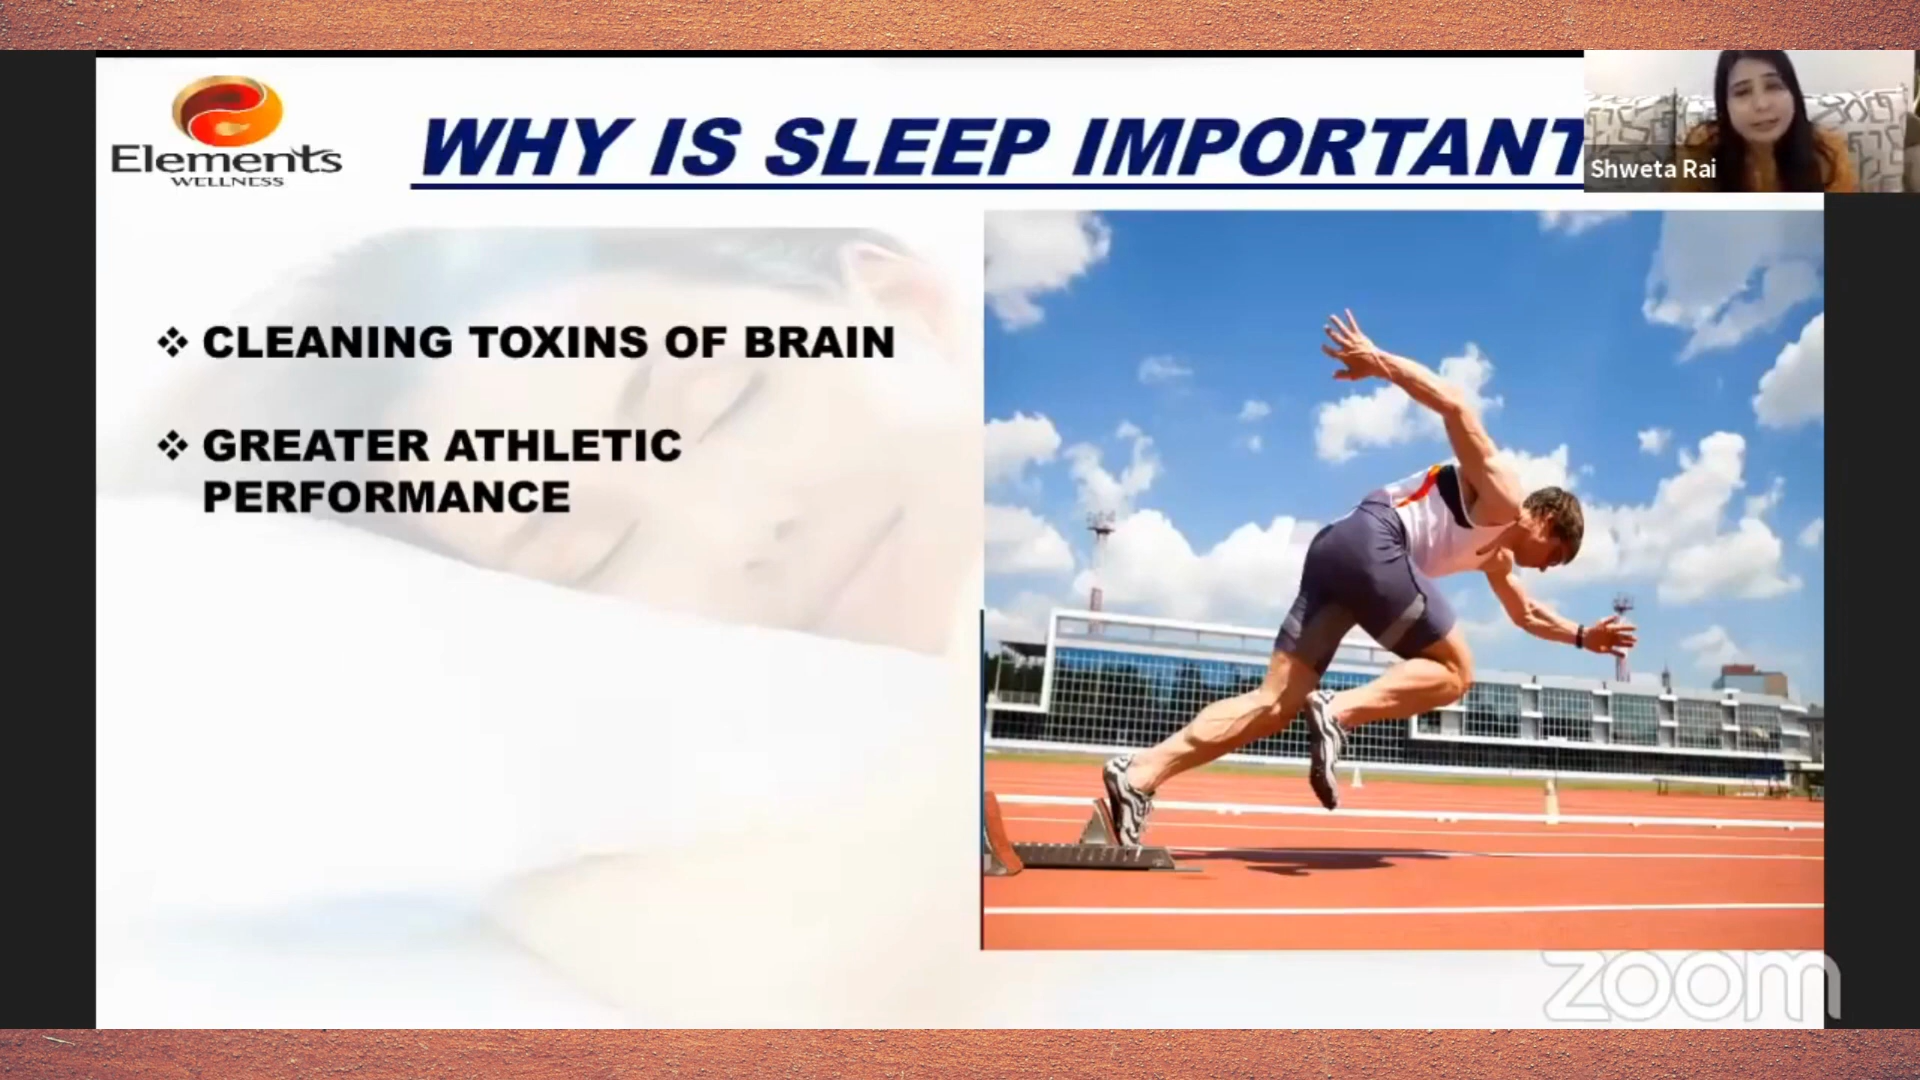 Elements
WELLNESS
WHY IS SLEEP IMPORTANT
Shweta Rai
❖ CLEANING TOXINS OF BRAIN
❖ GREATER ATHLETIC
PERFORMANCE
zoom